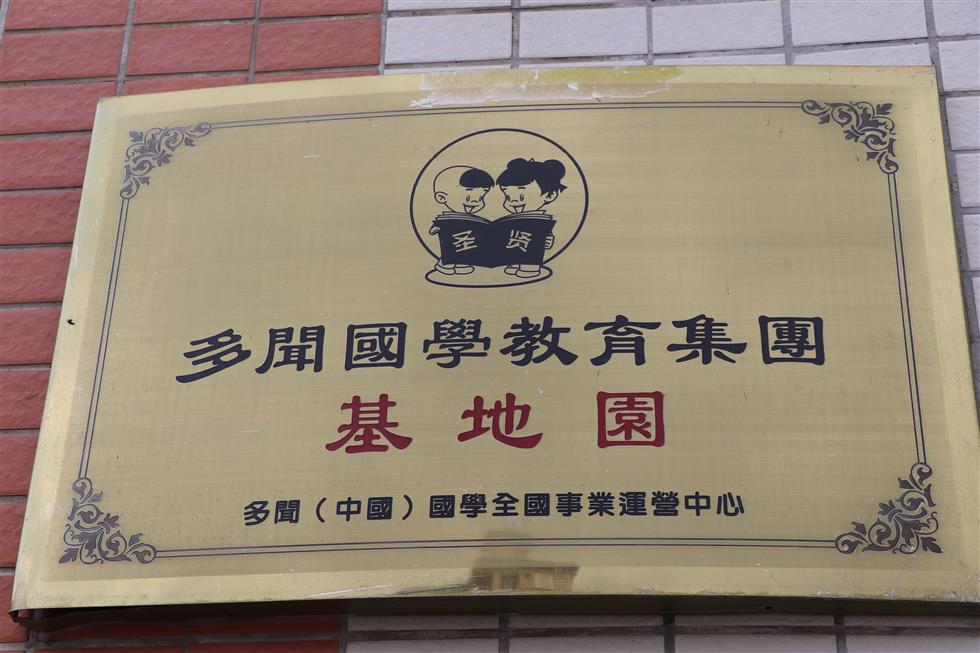 圣贤
多聞國學教育集團
基地園
多聞（中國）國學全國事業運營中心